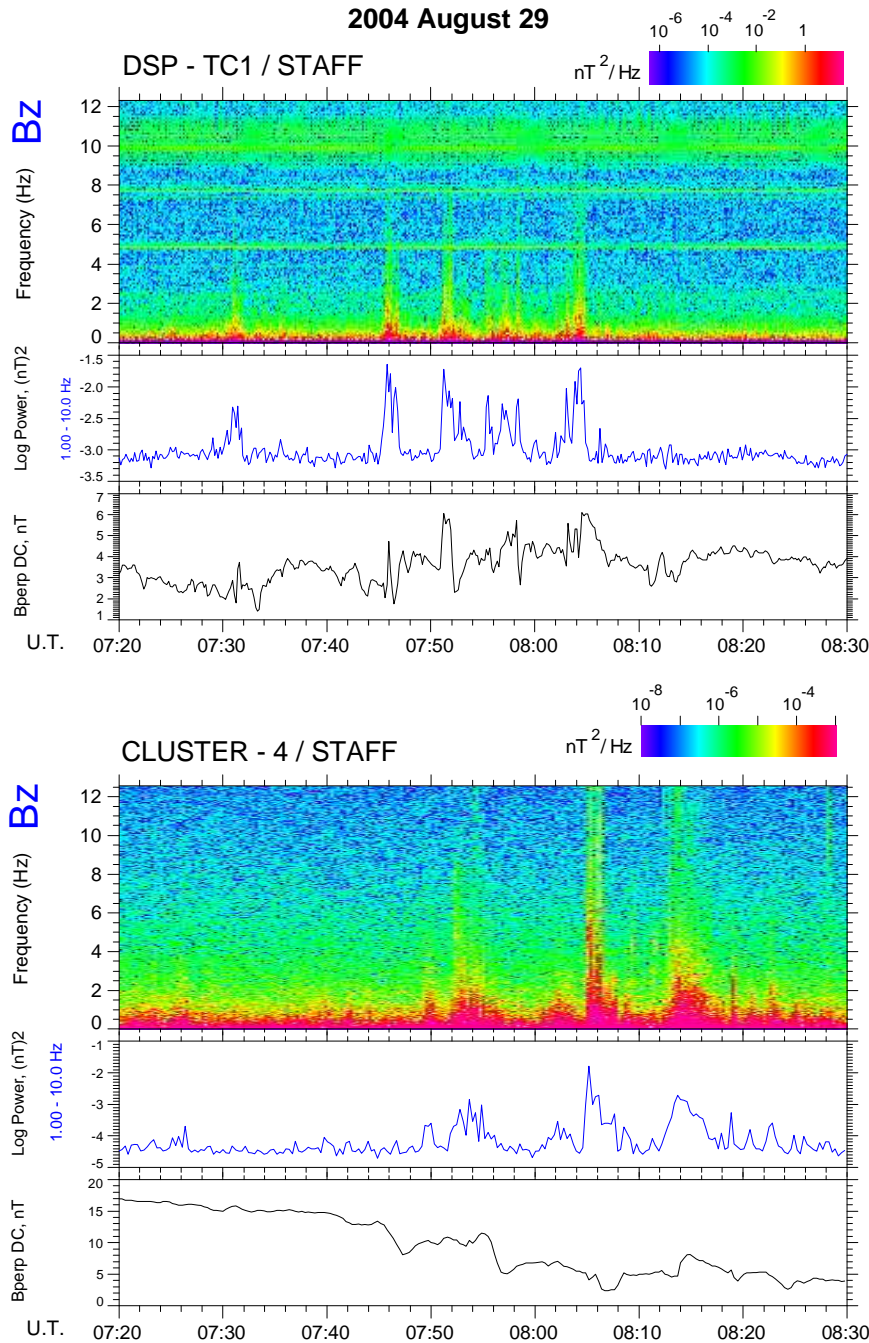 2004 August 29
DSP - TC1 / STAFF
nT 2/ Hz
10-6 10-4 10-2 1
Bz
Frequency (Hz)
12
10
8
6
4
2
0
Log Power, (nT)2
1.00 - 10.0 Hz
-1.5
-2.0
-2.5
-3.0
-3.5
Bperp DC, nT
7
6
5
4
3
2
1
U.T. 07:20 07:30 07:40 07:50 08:00 08:10 08:20 08:30
CLUSTER - 4 / STAFF
nT 2/ Hz
10-8 10-6 10-4
Bz
Frequency (Hz)
12
10
8
6
4
2
0
Log Power, (nT)2
1.00 - 10.0 Hz
-1
-2
-3
-4
-5
Bperp DC, nT
20
15
10
5
0
U.T. 07:20 07:30 07:40 07:50 08:00 08:10 08:20 08:30